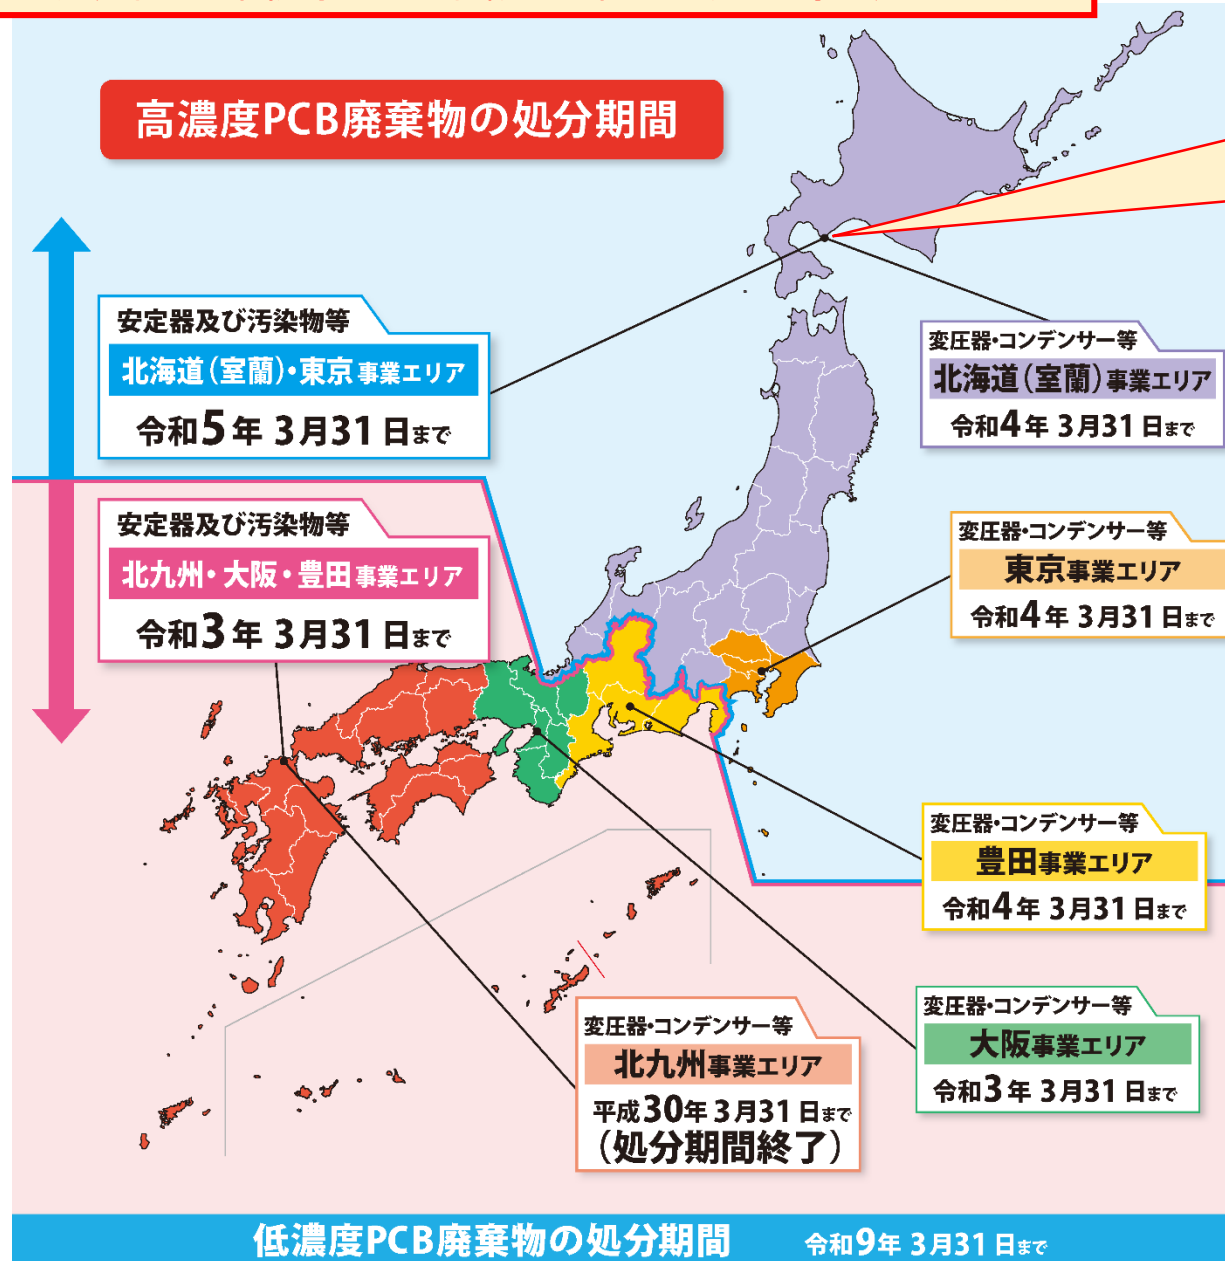 高濃度PCB廃棄物の処分期間
安定器及び汚染物等
北海道(室蘭)・東京事業エリア
令和5年 3月31日まで
変圧器・コンデンサー等
北海道(室蘭)事業エリア
令和4年 3月31日まで
安定器及び汚染物等
北九州・大阪・豊田事業エリア
令和3年 3月31日まで
変圧器・コンデンサー等
東京事業エリア
令和4年 3月31日まで
変圧器・コンデンサー等
豊田事業エリア
令和4年 3月31日まで
変圧器・コンデンサー等
大阪事業エリア
令和3年 3月31日まで
変圧器・コンデンサー等
北九州事業エリア
平成30年 3月31日まで
(処分期間終了)
低濃度PCB廃棄物の処分期間 令和9年 3月31日まで